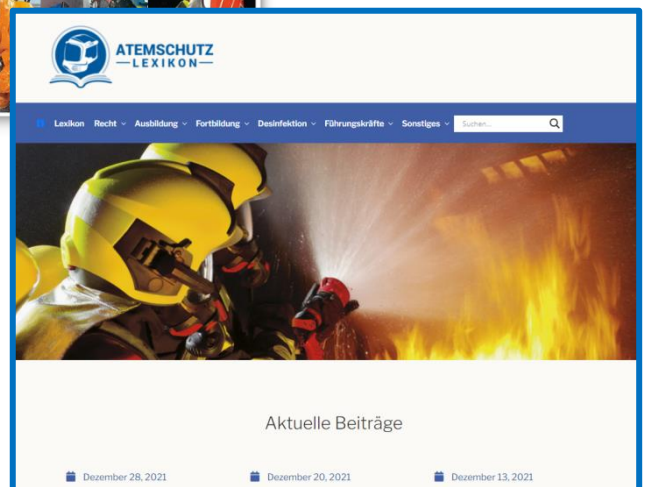 ATEMSCHUTZ
LEXIKON
Lexikon Recht Ausbildung Fortbildung Desinfektion Führungskräfte Sonstiges Suchen...
Aktuelle Beiträge
Dezember 28, 2021 Dezember 20, 2021 Dezember 13, 2021